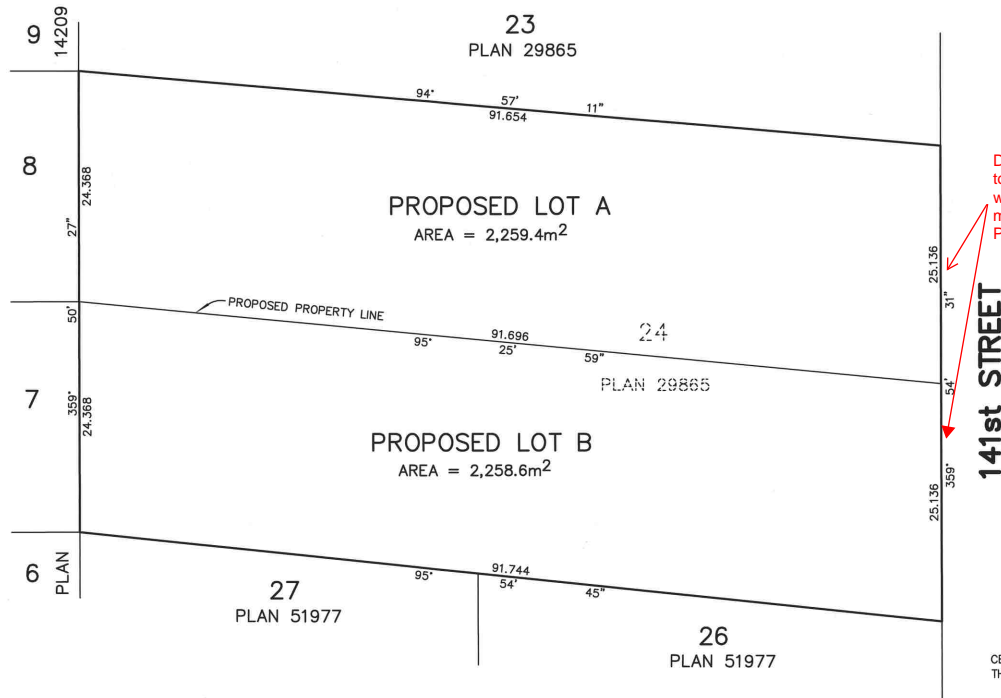 9
14209
23
PLAN 29865
94° 57' 11"
91.654
8
24.368
27"
PROPOSED LOT A
AREA = 2,259.4m²
25.136
31"
PROPOSED PROPERTY LINE
50'
91.696
95° 25' 59"
24
PLAN 29865
54'
141st STREET
7
359°
24.368
PROPOSED LOT B
AREA = 2,258.6m²
359°
25.136
6
PLAN
91.744
95° 54' 45"
27
PLAN 51977
26
PLAN 51977